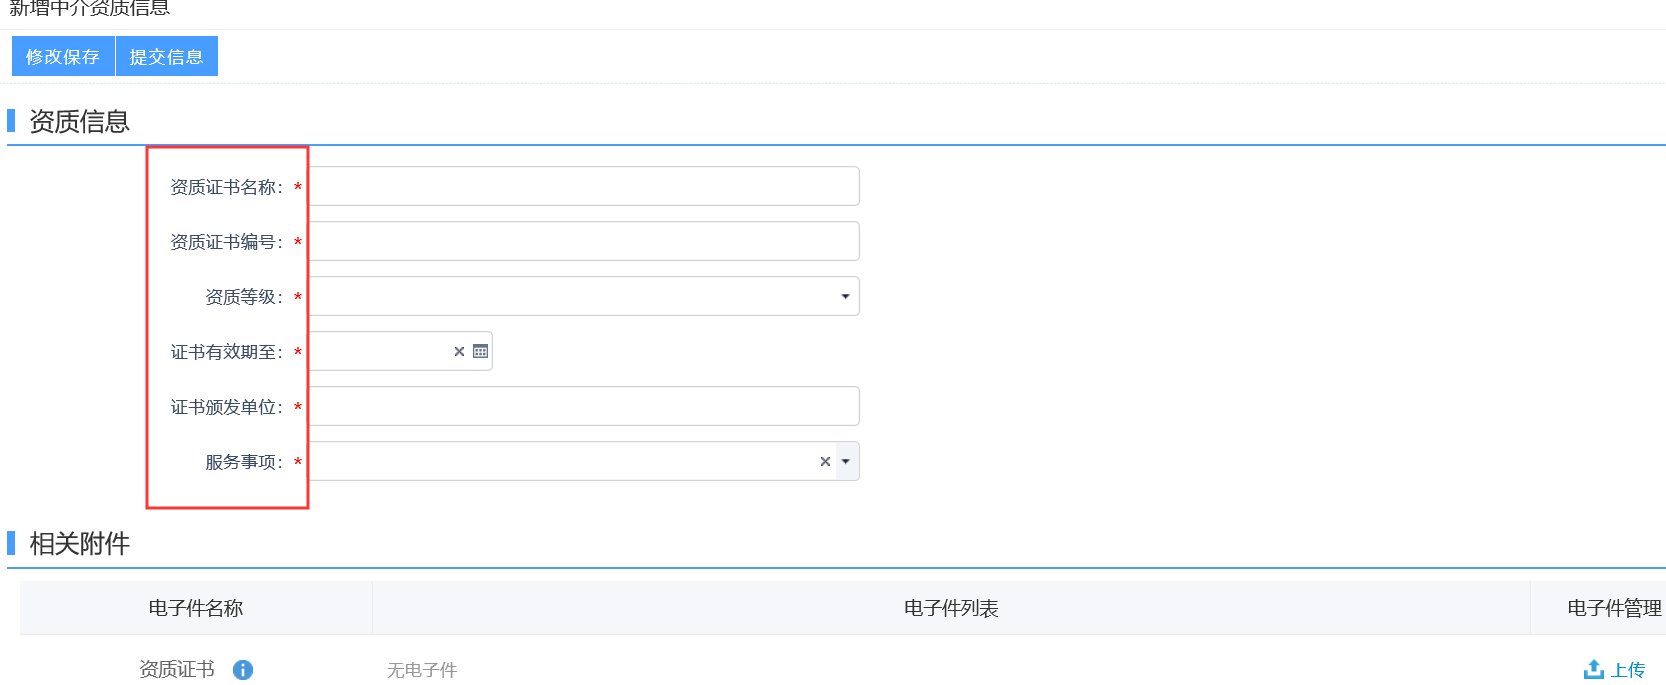 新增中介资质信息
修改保存 提交信息
资质信息
资质证书名称：*
资质证书编号：*
资质等级：*
证书有效期至：*
证书颁发单位：*
服务事项：*
相关附件
电子件名称 电子件列表 电子件管理
资质证书 无电子件 上传